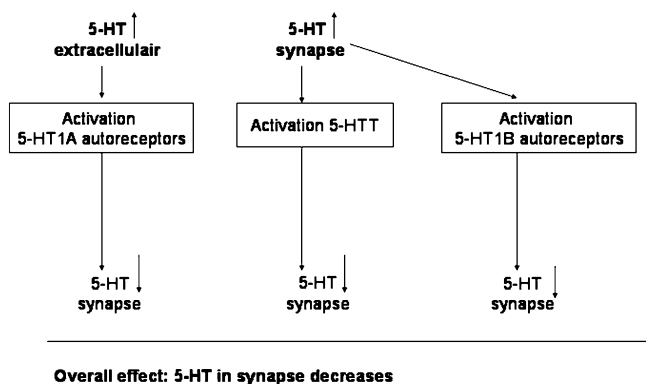 5-HT
extracellulair
5-HT
synapse
Activation
5-HT1A autoreceptors
Activation 5-HTT
Activation
5-HT1B autoreceptors
5-HT
synapse
5-HT
synapse
5-HT
synapse
Overall effect: 5-HT in synapse decreases